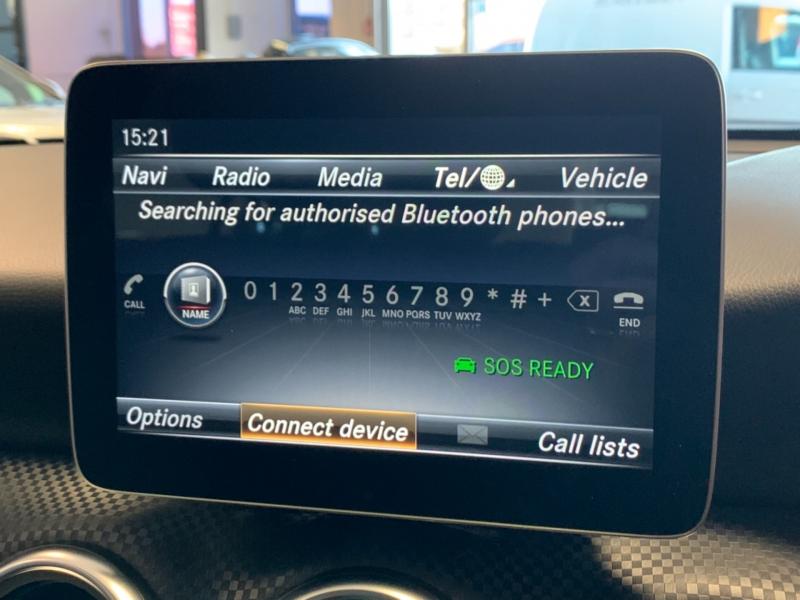 15:21
Navi Radio Media Tel/ Vehicle
Searching for authorised Bluetooth phones...
CALL NAME 0 1 2 3 4 5 6 7 8 9 * # + X END
ABC DEF GHI JKL MNO PQRS TUV WXYZ
SOS READY
Options Connect device Call lists